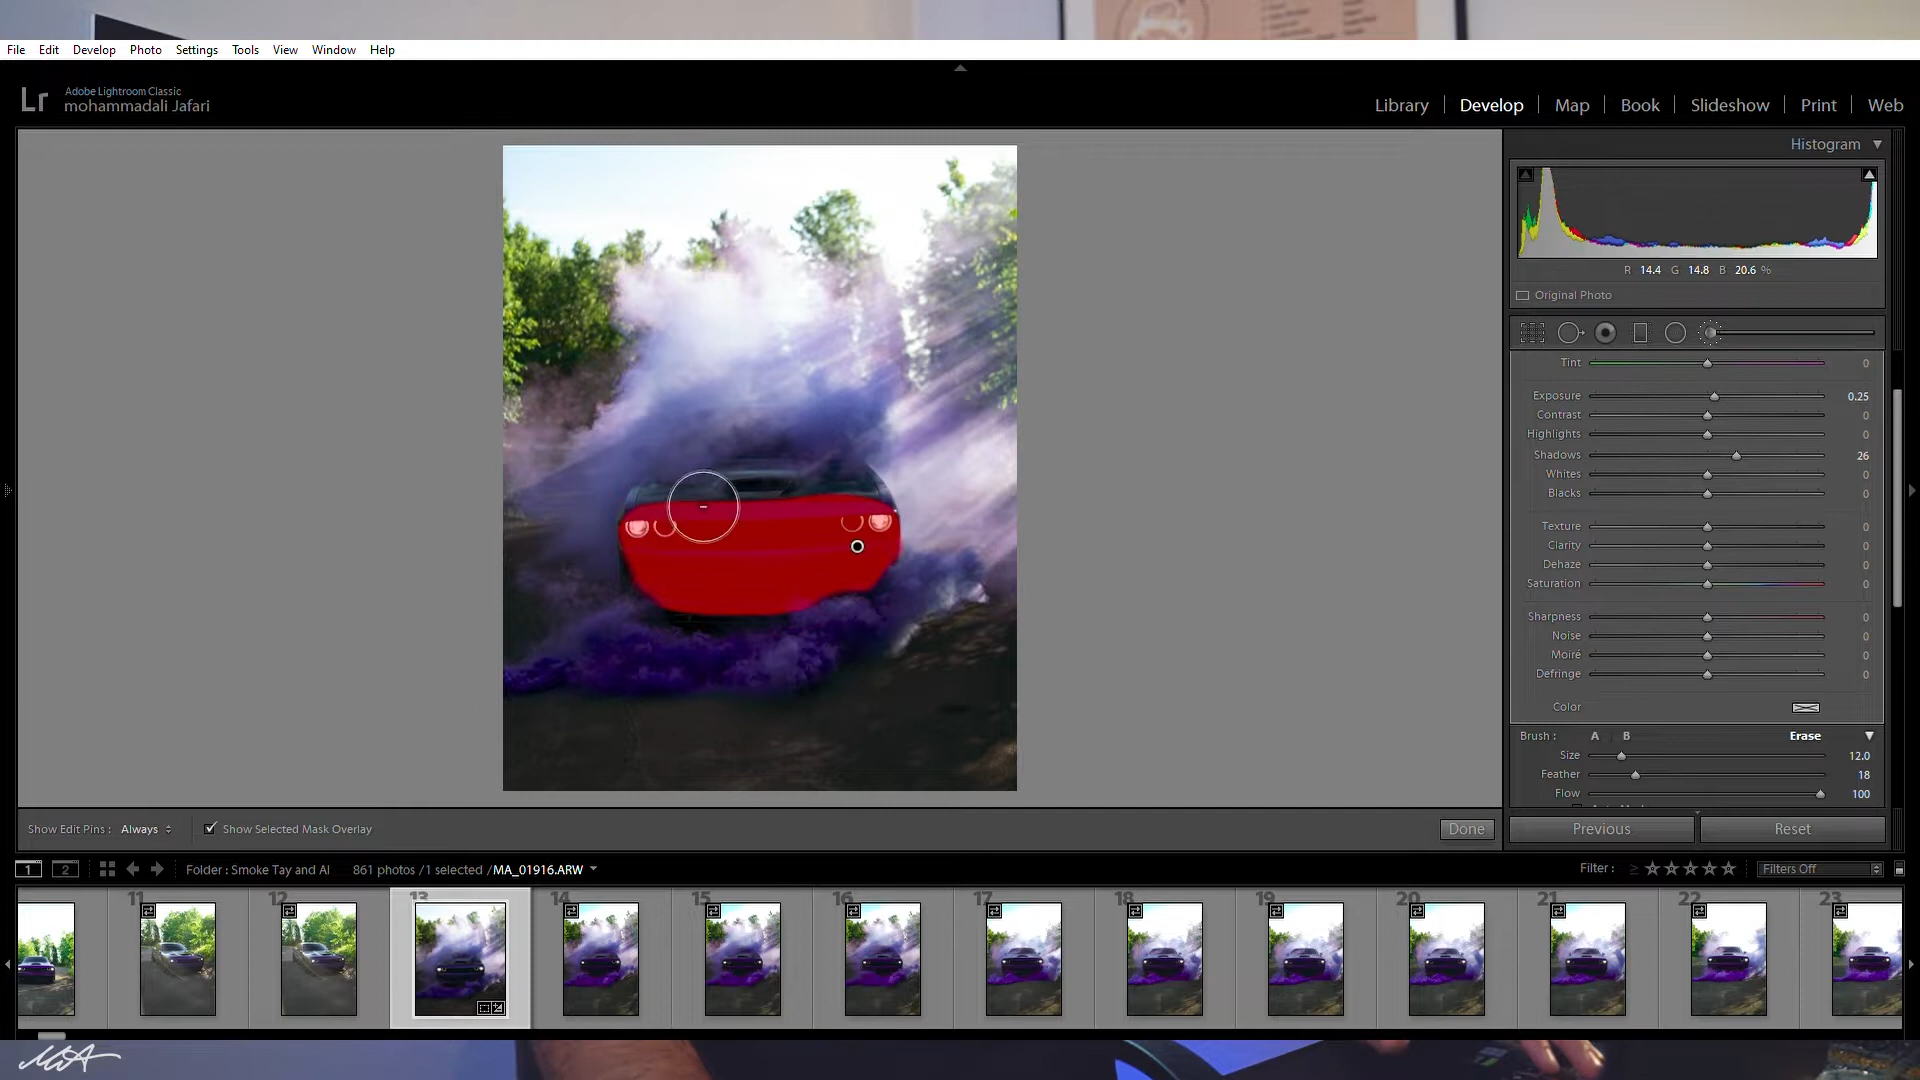 File Edit Develop Photo Settings Tools View Window Help
Lr
Adobe Lightroom Classic
mohammadali Jafari
Library Develop Map Book Slideshow Print Web
Histogram
R 14.4 G 14.8 B 20.6 %
Original Photo
Tint 0
Exposure 0.25
Contrast 0
Highlights 0
Shadows 26
Whites 0
Blacks 0
Texture 0
Clarity 0
Dehaze 0
Saturation 0
Sharpness 0
Noise 0
Moiré 0
Defringe 0
Color
Brush : A B Erase
Size 12.0
Feather 18
Flow 100
Show Edit Pins : Always Show Selected Mask Overlay Done
Previous Reset
1 2 Folder : Smoke Tay and Al 861 photos / 1 selected / MA_01916.ARW Filter : ≥ Filters Off
11 12 13 14 15 16 17 18 19 20 21 22 23
MA